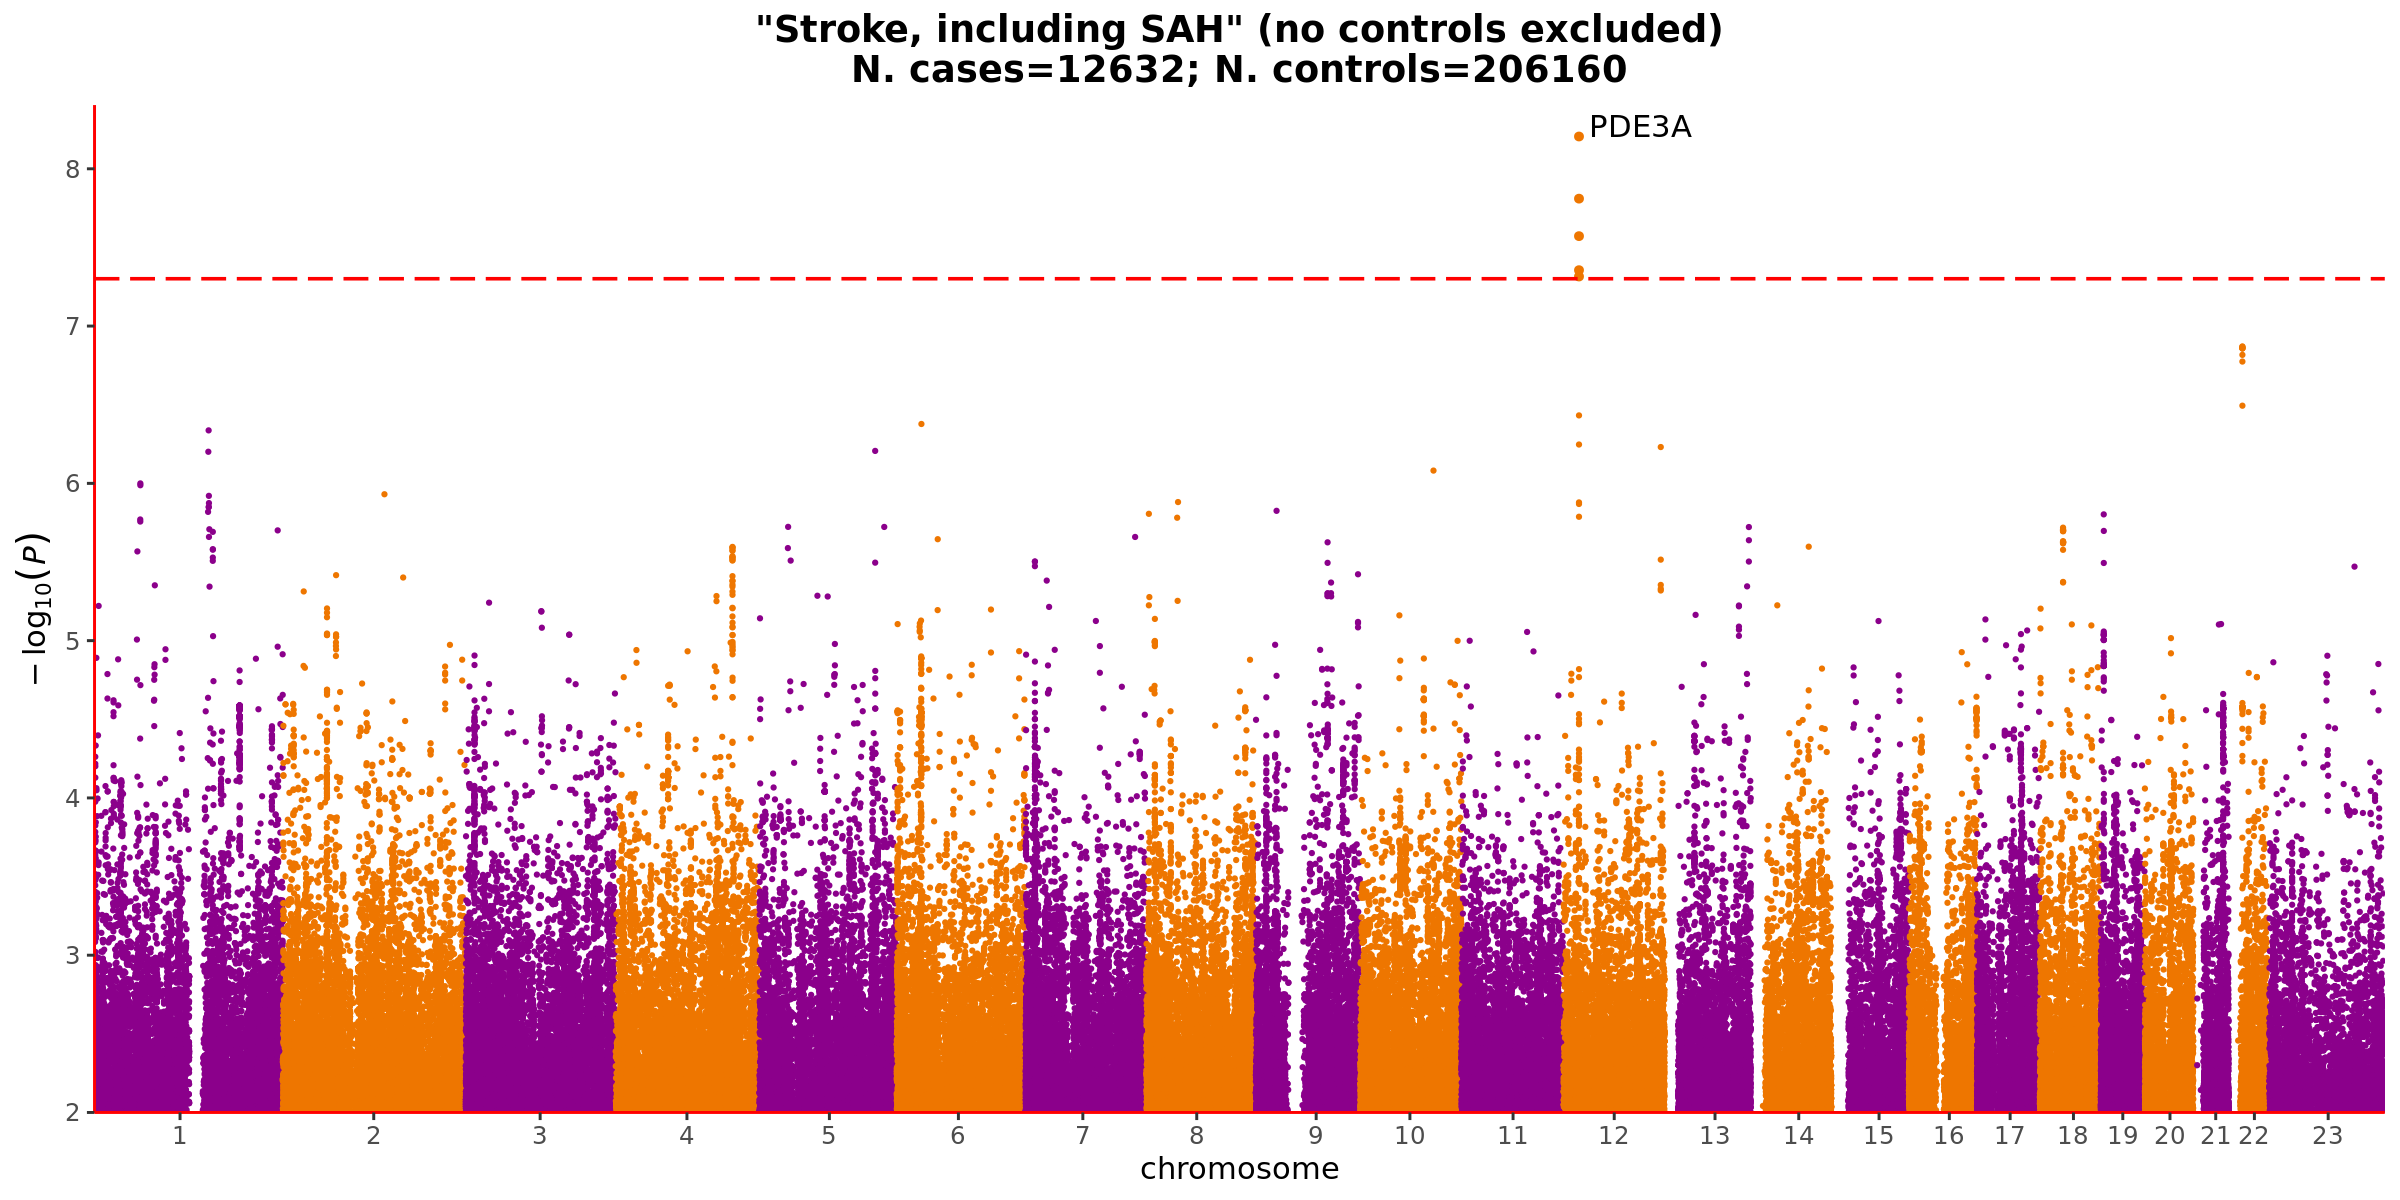 "Stroke, including SAH" (no controls excluded)
N. cases=12632; N. controls=206160
PDE3A
8
7
6
5
4
3
2
− log10(P)
1 2 3 4 5 6 7 8 9 10 11 12 13 14 15 16 17 18 19 20 21 22 23
chromosome